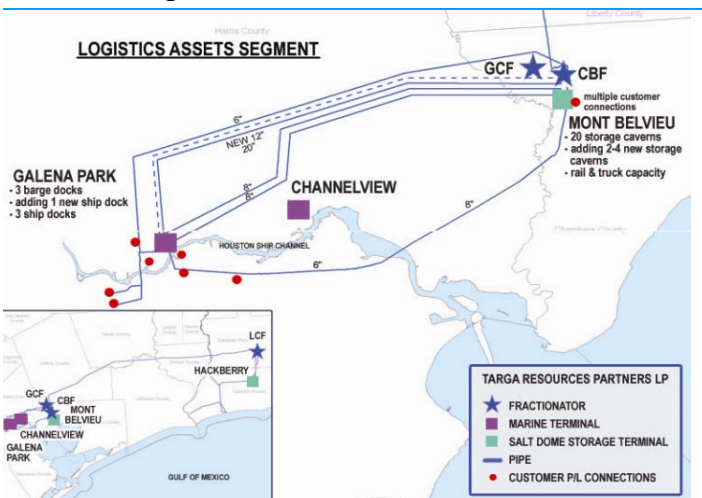 Harris County
Liberty County
LOGISTICS ASSETS SEGMENT
GCF
CBF
multiple customer
connections
MONT BELVIEU
- 20 storage caverns
- adding 2-4 new storage
caverns
- rail & truck capacity
6"
NEW 12"
20"
8"
8"
GALENA PARK
- 3 barge docks
- adding 1 new ship dock
- 3 ship docks
CHANNELVIEW
8"
HOUSTON SHIP CHANNEL
6"
Chambers County
LCF
HACKBERRY
GCF
CBF
MONT
BELVIEU
CHANNELVIEW
GALENA
PARK
GULF OF MEXICO
TARGA RESOURCES PARTNERS LP
FRACTIONATOR
MARINE TERMINAL
SALT DOME STORAGE TERMINAL
PIPE
CUSTOMER P/L CONNECTIONS